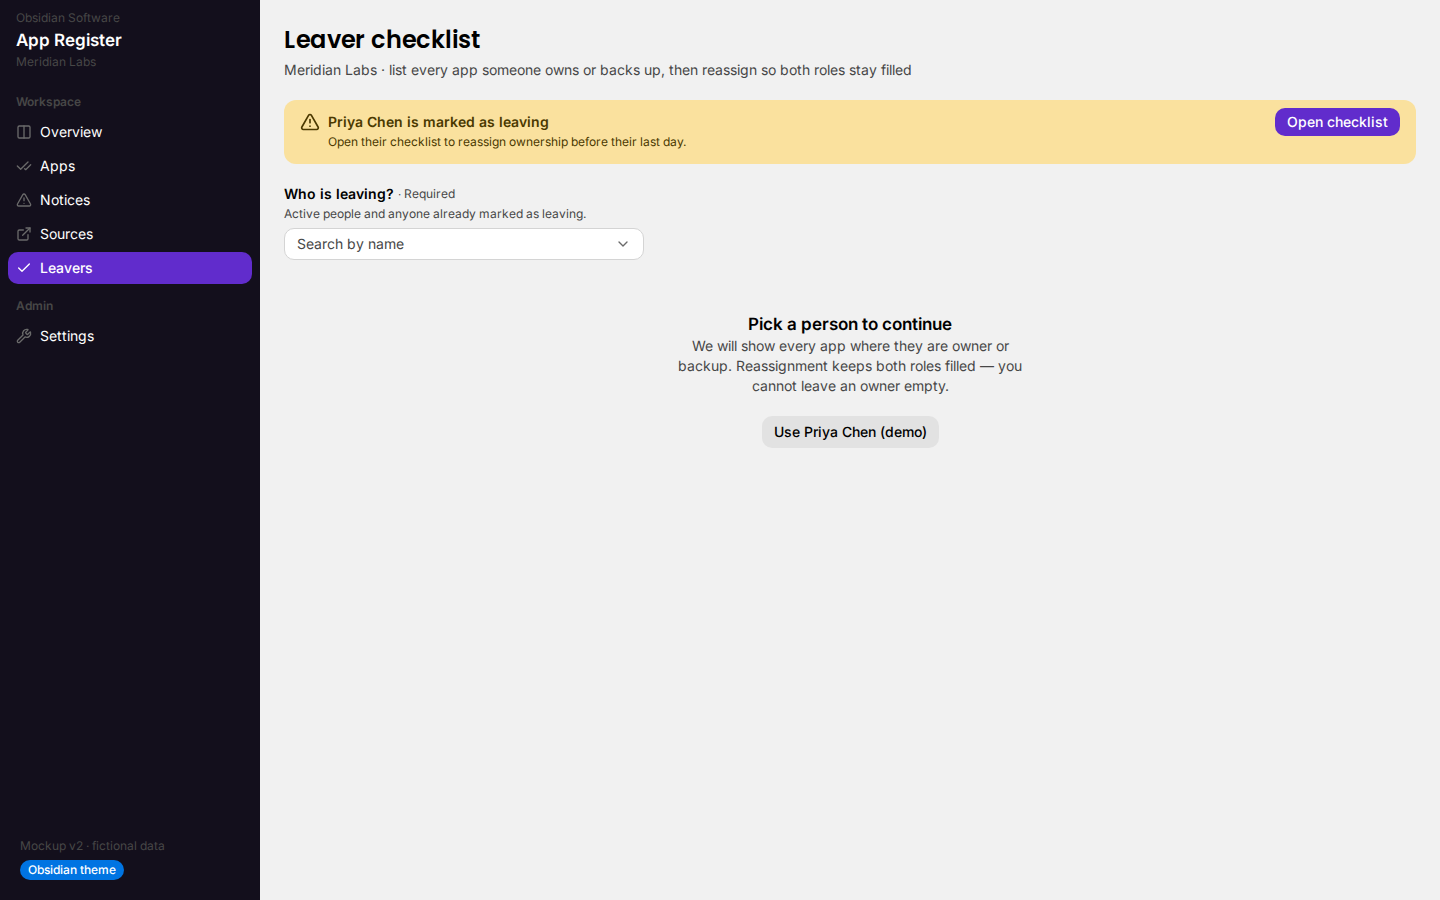 Obsidian Software
App Register
Meridian Labs
Workspace
Overview
Apps
Notices
Sources
Leavers
Admin
Settings
Mockup v2 · fictional data
Obsidian theme
Leaver checklist
Meridian Labs · list every app someone owns or backs up, then reassign so both roles stay filled
Priya Chen is marked as leaving
Open their checklist to reassign ownership before their last day.
Open checklist
Who is leaving? · Required
Active people and anyone already marked as leaving.
Search by name
Pick a person to continue
We will show every app where they are owner or
backup. Reassignment keeps both roles filled — you
cannot leave an owner empty.
Use Priya Chen (demo)